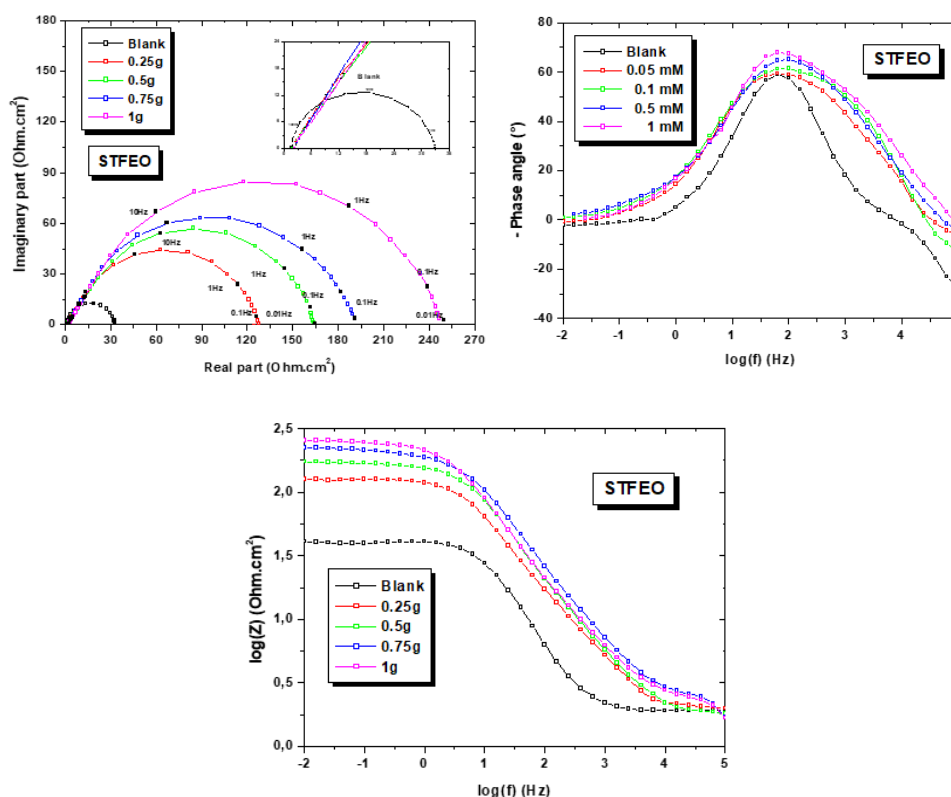 180
150
120
90
60
30
0
Imaginary part (Ohm.cm²)
Blank
0.25g
0.5g
0.75g
1g
STFEO
Blank
10Hz
1Hz
10Hz
1Hz
1Hz
1Hz
0.1Hz
0.1Hz
0.1Hz
0.1Hz
0.01Hz
0.01Hz
0 30 60 90 120 150 180 210 240 270
Real part (Ohm.cm²)
80
60
40
20
0
-20
-40
- Phase angle (°)
Blank
0.05 mM
0.1 mM
0.5 mM
1 mM
STFEO
-2 -1 0 1 2 3 4
log(f) (Hz)
2,5
2,0
1,5
1,0
0,5
0,0
log(Z) (Ohm.cm²)
STFEO
Blank
0.25g
0.5g
0.75g
1g
-2 -1 0 1 2 3 4 5
log(f) (Hz)